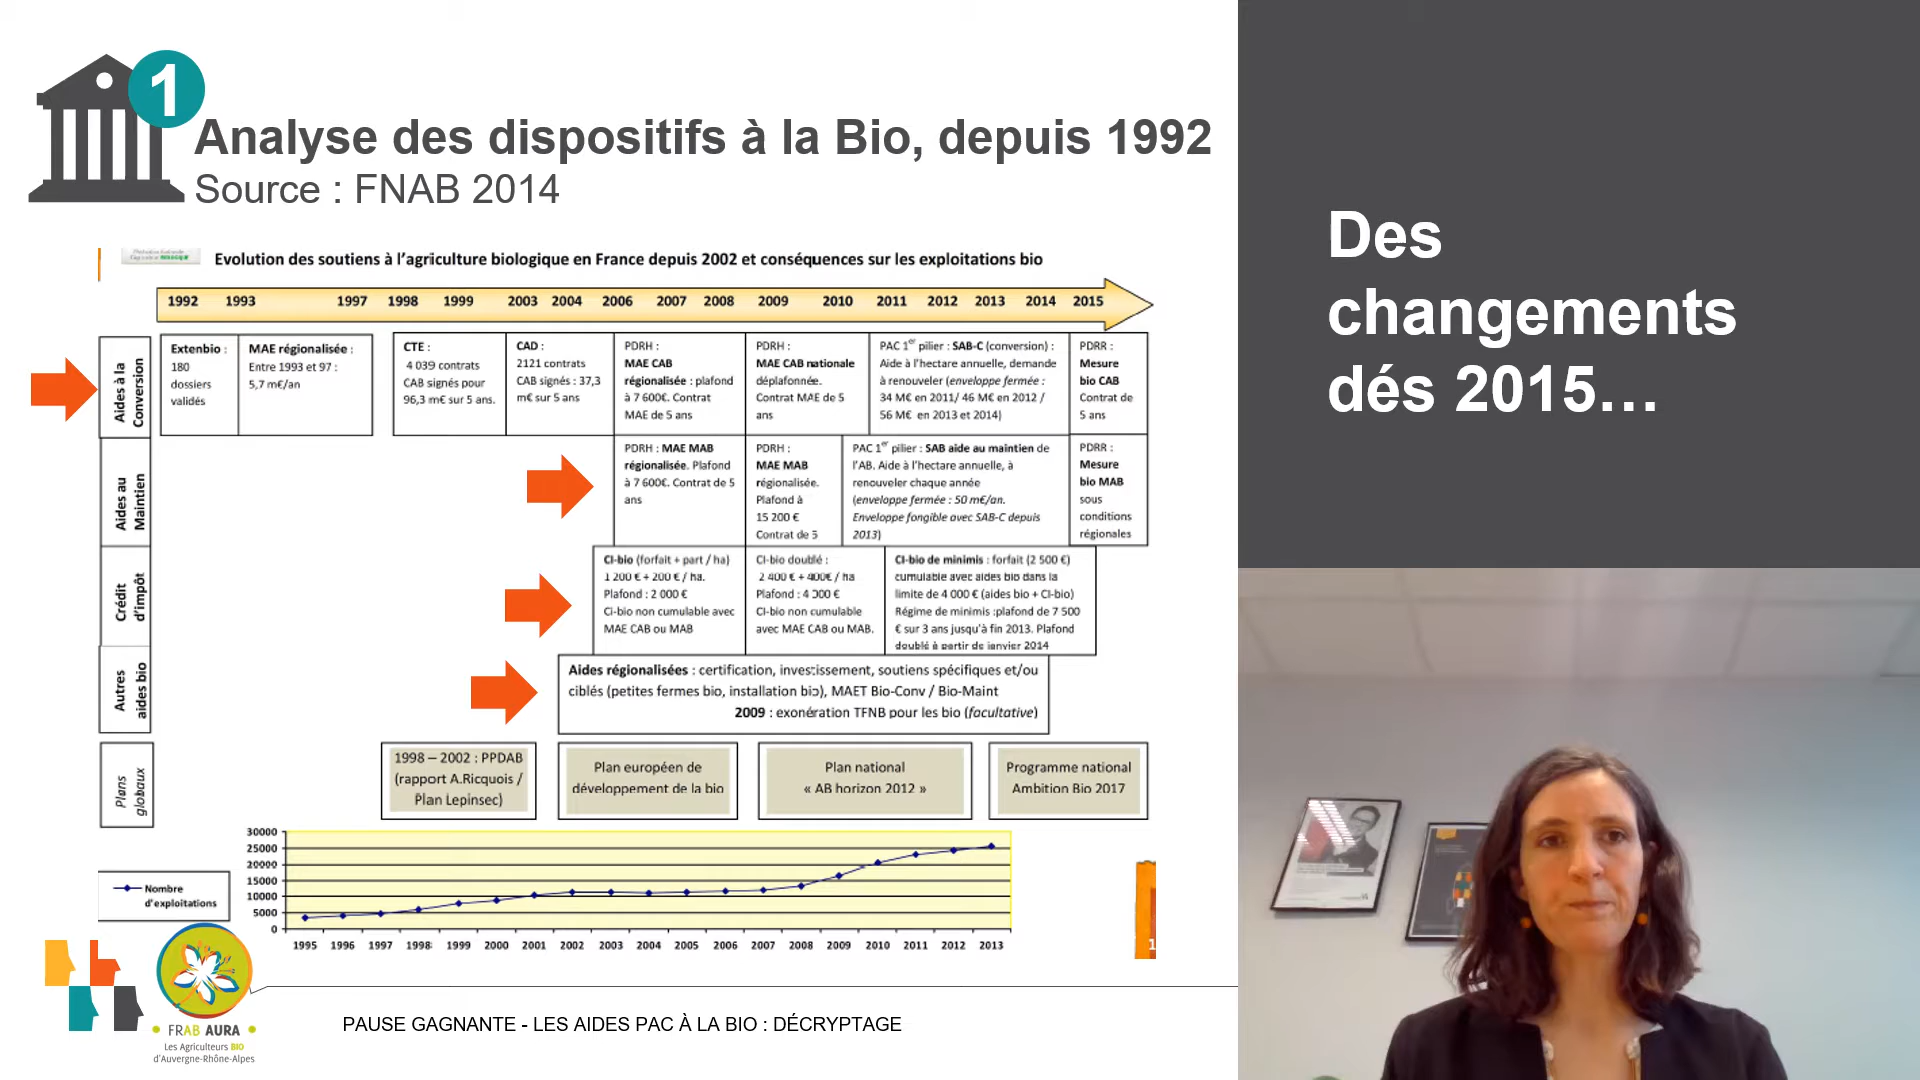 1
Analyse des dispositifs à la Bio, depuis 1992
Source : FNAB 2014
Des
changements
dés 2015…
Evolution des soutiens à l'agriculture biologique en France depuis 2002 et conséquences sur les exploitations bio
1992 1993 1997 1998 1999 2003 2004 2006 2007 2008 2009 2010 2011 2012 2013 2014 2015
Aides à la
Conversion
Extenbio :
180
dossiers
validés
MAE régionalisée :
Entre 1993 et 97 :
5,7 m€/an
CTE :
4 039 contrats
CAB signés pour
96,3 m€ sur 5 ans.
CAD :
2121 contrats
CAB signés : 37,3
m€ sur 5 ans
PDRH :
MAE CAB
régionalisée : plafond
à 7 600€. Contrat
MAE de 5 ans
PDRH :
MAE CAB nationale
déplafonnée.
Contrat MAE de 5
ans
PAC 1er pilier : SAB-C (conversion) :
Aide à l'hectare annuelle, demande
à renouveler (enveloppe fermée :
34 M€ en 2011/ 46 M€ en 2012 /
56 M€ en 2013 et 2014)
PDRR :
Mesure
bio CAB
Contrat de
5 ans
Aides au
Maintien
PDRH : MAE MAB
régionalisée. Plafond
à 7 600€. Contrat de 5
ans
PDRH :
MAE MAB
régionalisée.
Plafond à
15 200 €
Contrat de 5
PAC 1er pilier : SAB aide au maintien de
l'AB. Aide à l'hectare annuelle, à
renouveler chaque année
(enveloppe fermée : 50 m€/an.
Enveloppe fongible avec SAB-C depuis
2013)
PDRR :
Mesure
bio MAB
sous
conditions
régionales
Crédit
d'impôt
CI-bio (forfait + part / ha)
1 200 € + 200 € / ha.
Plafond : 2 000 €
CI-bio non cumulable avec
MAE CAB ou MAB
CI-bio doublé :
2 400 € + 400€ / ha
Plafond : 4 000 €
CI-bio non cumulable
avec MAE CAB ou MAB.
CI-bio de minimis : forfait (2 500 €)
cumulable avec aides bio dans la
limite de 4 000 € (aides bio + CI-bio)
Régime de minimis :plafond de 7 500
€ sur 3 ans jusqu'à fin 2013. Plafond
doublé à partir de janvier 2014
Autres
aides bio
Aides régionalisées : certification, investissement, soutiens spécifiques et/ou
ciblés (petites fermes bio, installation bio), MAET Bio-Conv / Bio-Maint
2009 : exonération TFNB pour les bio (facultative)
Plans
globaux
1998 – 2002 : PPDAB
(rapport A.Ricquois /
Plan Lepinsec)
Plan européen de
développement de la bio
Plan national
« AB horizon 2012 »
Programme national
Ambition Bio 2017
30000
25000
20000
15000
10000
5000
0
Nombre
d'exploitations
1995 1996 1997 1998 1999 2000 2001 2002 2003 2004 2005 2006 2007 2008 2009 2010 2011 2012 2013
1
FRAB AURA
Les Agriculteurs BIO
d'Auvergne-Rhône-Alpes
PAUSE GAGNANTE - LES AIDES PAC À LA BIO : DÉCRYPTAGE